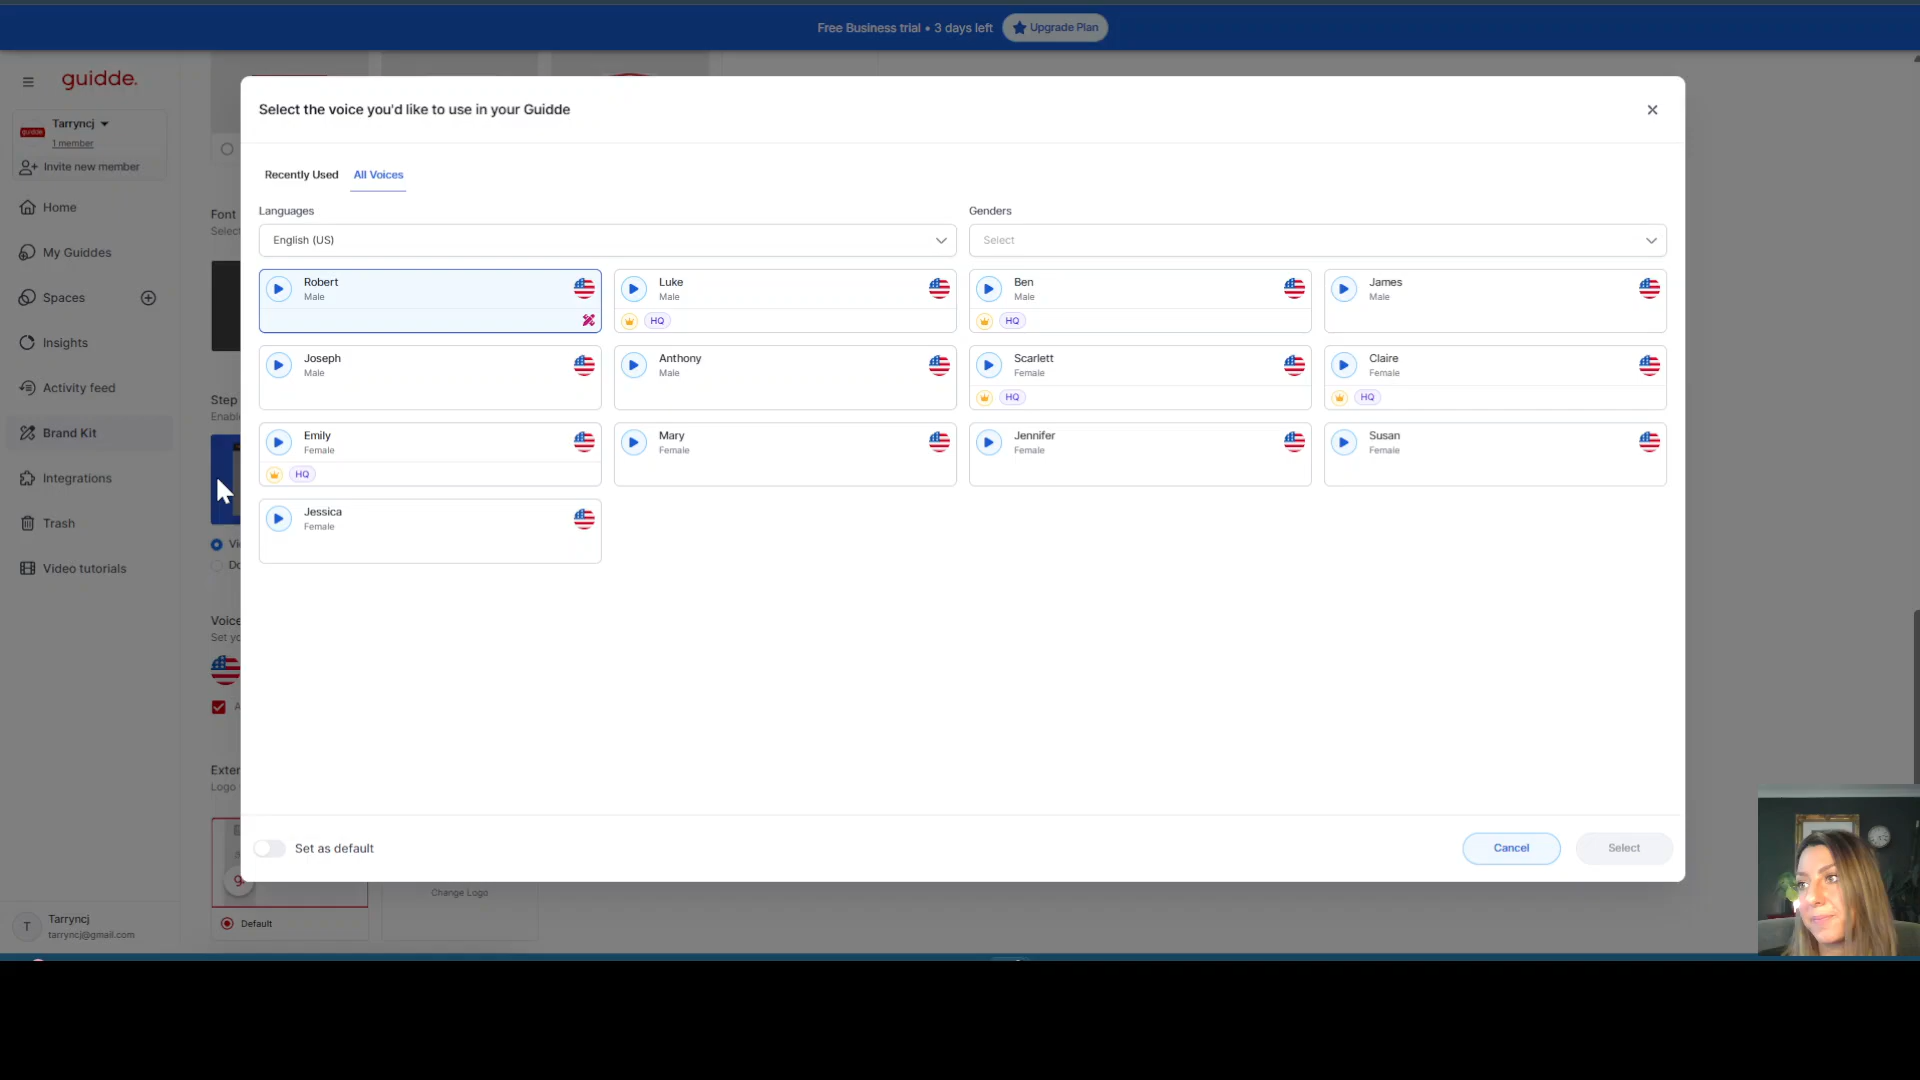 Free Business trial • 3 days left
Upgrade Plan
guidde.
guidde
Tarryncj
1 member
Invite new member
Home
My Guiddes
Spaces
Insights
Activity feed
Brand Kit
Integrations
Trash
Video tutorials
T
Tarryncj
tarryncj@gmail.com
Font
Select
Step
Voice
Logo
Change Logo
Default
Select the voice you'd like to use in your Guidde
Recently Used
All Voices
Languages
Genders
English (US)
Select
Robert
Male
Luke
Male
HQ
Ben
Male
HQ
James
Male
Joseph
Male
Anthony
Male
Scarlett
Female
HQ
Claire
Female
HQ
Emily
Female
HQ
Mary
Female
Jennifer
Female
Susan
Female
Jessica
Female
Set as default
Cancel
Select